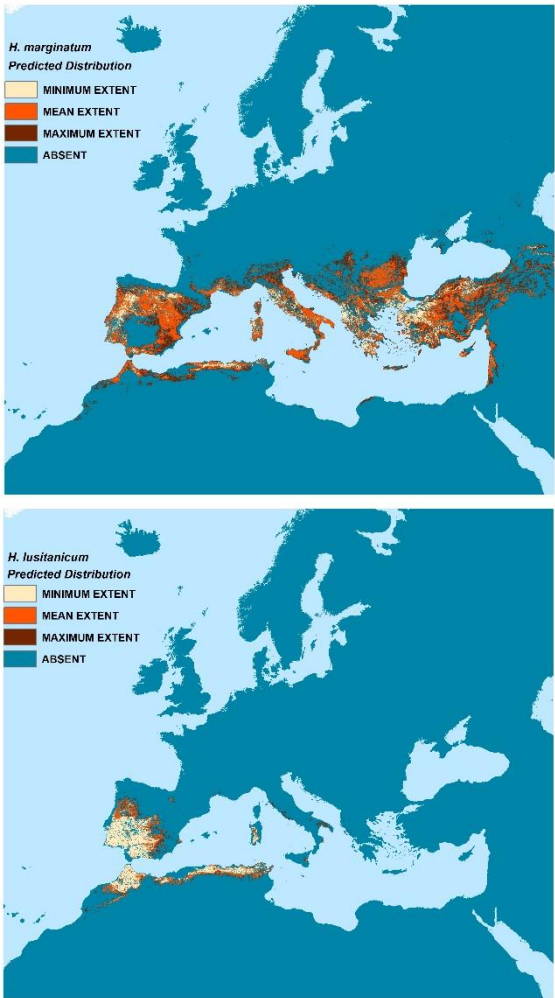 H. marginatum
Predicted Distribution
MINIMUM EXTENT
MEAN EXTENT
MAXIMUM EXTENT
ABSENT
H. lusitanicum
Predicted Distribution
MINIMUM EXTENT
MEAN EXTENT
MAXIMUM EXTENT
ABSENT